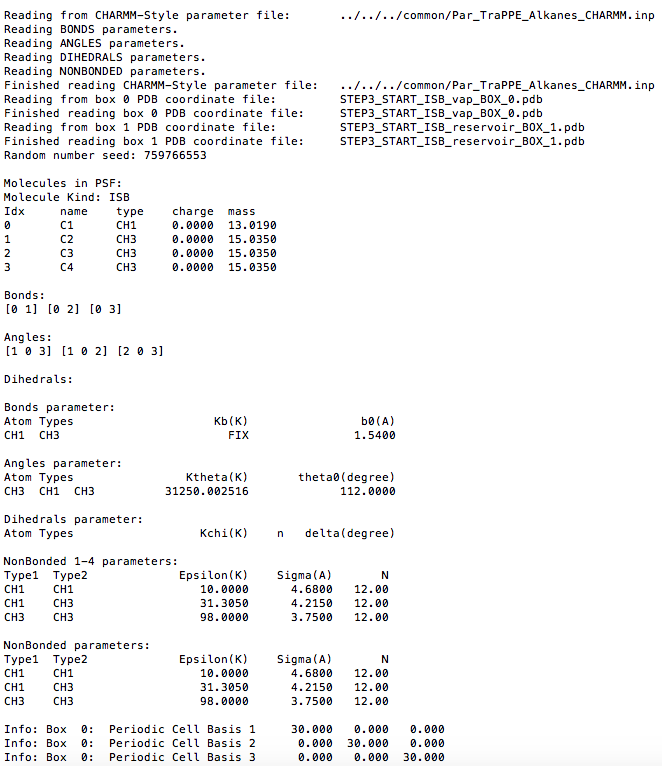 Reading from CHARMM-Style parameter file: ../../../common/Par_TraPPE_Alkanes_CHARMM.inp
Reading BONDS parameters.
Reading ANGLES parameters.
Reading DIHEDRALS parameters.
Reading NONBONDED parameters.
Finished reading CHARMM-Style parameter file: ../../../common/Par_TraPPE_Alkanes_CHARMM.inp
Reading from box 0 PDB coordinate file: STEP3_START_ISB_vap_BOX_0.pdb
Finished reading box 0 PDB coordinate file: STEP3_START_ISB_vap_BOX_0.pdb
Reading from box 1 PDB coordinate file: STEP3_START_ISB_reservoir_BOX_1.pdb
Finished reading box 1 PDB coordinate file: STEP3_START_ISB_reservoir_BOX_1.pdb
Random number seed: 759766553
Molecules in PSF:
Molecule Kind: ISB
Idx name type charge mass
0 C1 CH1 0.0000 13.0190
1 C2 CH3 0.0000 15.0350
2 C3 CH3 0.0000 15.0350
3 C4 CH3 0.0000 15.0350
Bonds:
[0 1] [0 2] [0 3]
Angles:
[1 0 3] [1 0 2] [2 0 3]
Dihedrals:
Bonds parameter:
Atom Types Kb(K) b0(A)
CH1 CH3 FIX 1.5400
Angles parameter:
Atom Types Ktheta(K) theta0(degree)
CH3 CH1 CH3 31250.002516 112.0000
Dihedrals parameter:
Atom Types Kchi(K) n delta(degree)
NonBonded 1-4 parameters:
Type1 Type2 Epsilon(K) Sigma(A) N
CH1 CH1 10.0000 4.6800 12.00
CH1 CH3 31.3050 4.2150 12.00
CH3 CH3 98.0000 3.7500 12.00
NonBonded parameters:
Type1 Type2 Epsilon(K) Sigma(A) N
CH1 CH1 10.0000 4.6800 12.00
CH1 CH3 31.3050 4.2150 12.00
CH3 CH3 98.0000 3.7500 12.00
Info: Box 0: Periodic Cell Basis 1 30.000 0.000 0.000
Info: Box 0: Periodic Cell Basis 2 0.000 30.000 0.000
Info: Box 0: Periodic Cell Basis 3 0.000 0.000 30.000